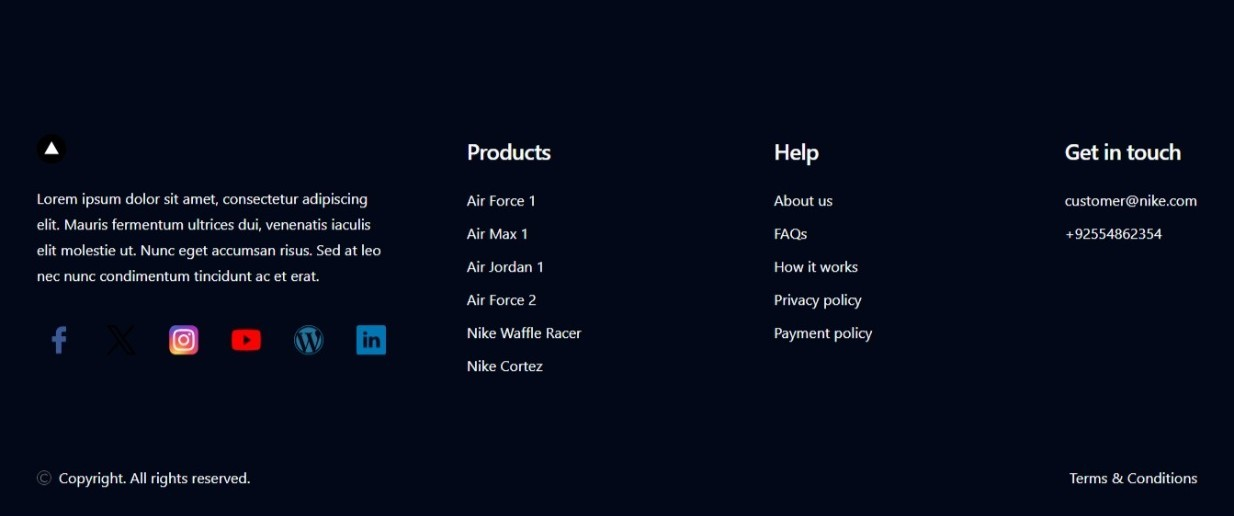 Lorem ipsum dolor sit amet, consectetur adipiscing
elit. Mauris fermentum ultrices dui, venenatis iaculis
elit molestie ut. Nunc eget accumsan risus. Sed at leo
nec nunc condimentum tincidunt ac et erat.
Products
Air Force 1
Air Max 1
Air Jordan 1
Air Force 2
Nike Waffle Racer
Nike Cortez
Help
About us
FAQs
How it works
Privacy policy
Payment policy
Get in touch
customer@nike.com
+92554862354
© Copyright. All rights reserved.
Terms & Conditions